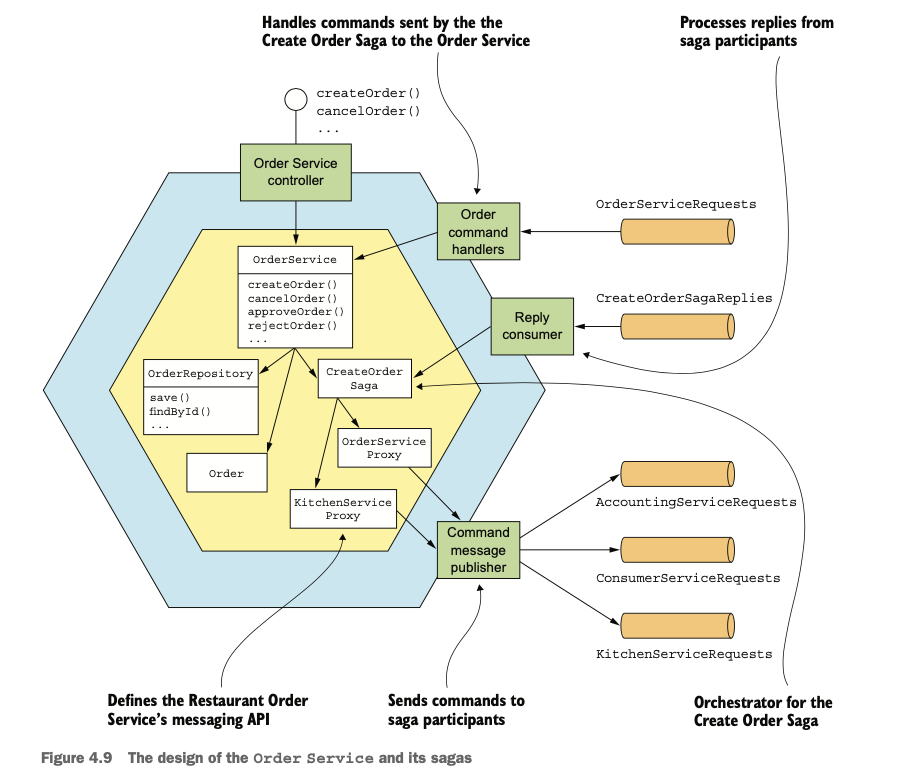 Handles commands sent by the the
Create Order Saga to the Order Service
Processes replies from
saga participants
createOrder()
cancelOrder()
...
Order Service
controller
Order
command
handlers
OrderServiceRequests
OrderService
createOrder()
cancelOrder()
approveOrder()
rejectOrder()
...
CreateOrderSagaReplies
Reply
consumer
OrderRepository
save()
findById()
...
CreateOrder
Saga
OrderService
Proxy
Order
KitchenService
Proxy
Command
message
publisher
AccountingServiceRequests
ConsumerServiceRequests
KitchenServiceRequests
Defines the Restaurant Order
Service's messaging API
Sends commands to
saga participants
Orchestrator for the
Create Order Saga
Figure 4.9 The design of the Order Service and its sagas